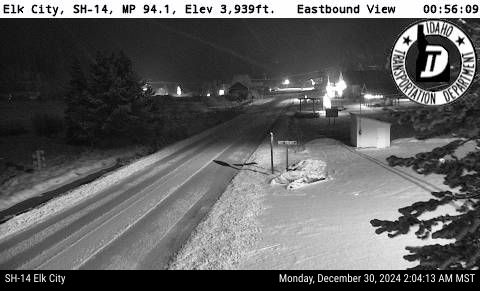 Elk City, SH-14, MP 94.1, Elev 3,939ft. Eastbound View 00:56:09
IDAHO
TRANSPORTATION DEPARTMENT
SH-14 Elk City Monday, December 30, 2024 2:04:13 AM MST